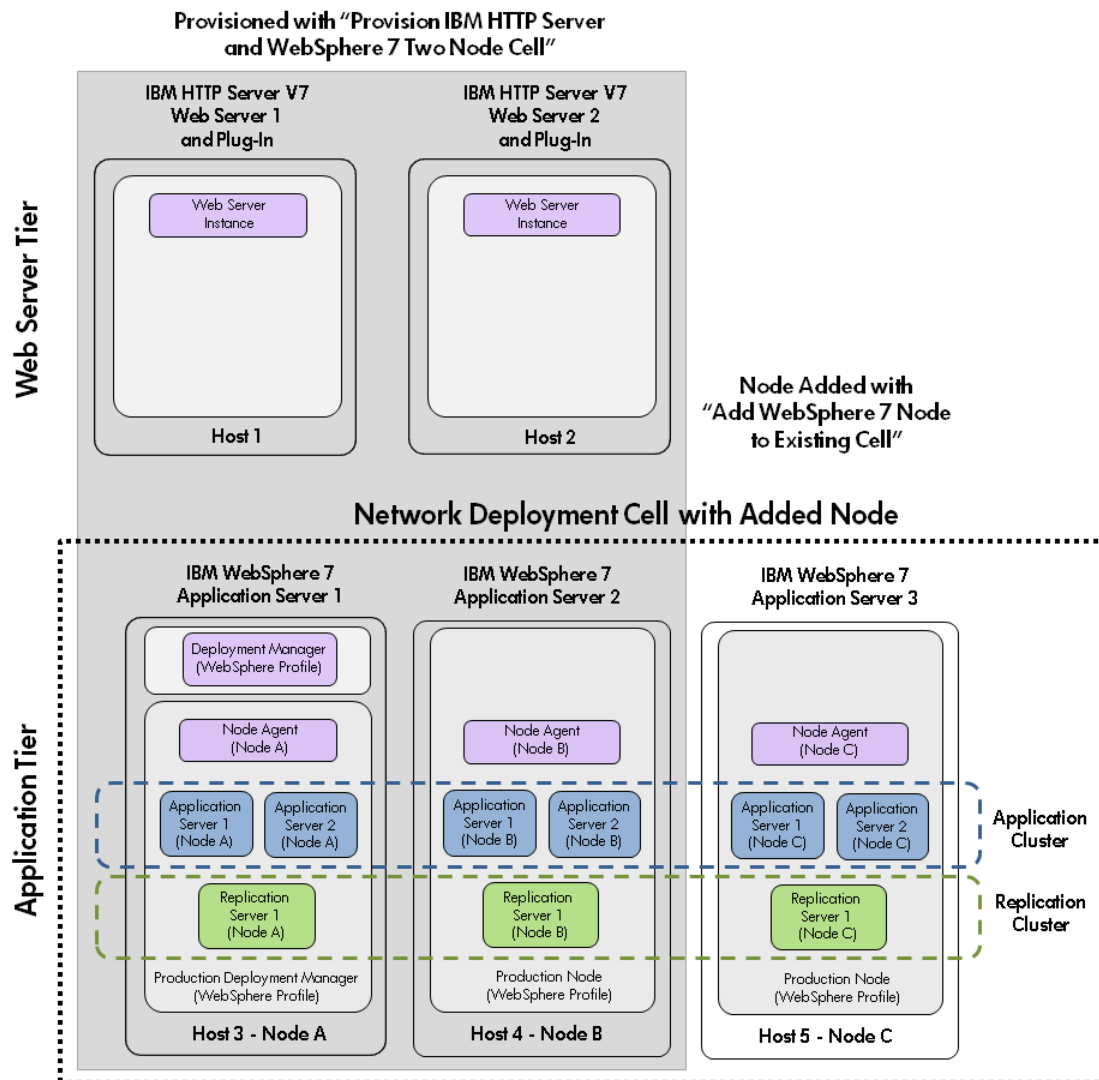 Provisioned with “Provision IBM HTTP Server
and WebSphere 7 Two Node Cell”
IBM HTTP Server V7
Web Server 1
and Plug-In
IBM HTTP Server V7
Web Server 2
and Plug-In
Web Server Tier
Web Server
Instance
Web Server
Instance
Host 1
Host 2
Node Added with
“Add WebSphere 7 Node
to Existing Cell”
Network Deployment Cell with Added Node
Application Tier
IBM WebSphere 7
Application Server 1
IBM WebSphere 7
Application Server 2
IBM WebSphere 7
Application Server 3
Deployment Manager
(WebSphere Profile)
Node Agent
(Node A)
Node Agent
(Node B)
Node Agent
(Node C)
Application
Server 1
(Node A)
Application
Server 2
(Node A)
Application
Server 1
(Node B)
Application
Server 2
(Node B)
Application
Server 1
(Node C)
Application
Server 2
(Node C)
Application
Cluster
Replication
Server 1
(Node A)
Replication
Server 1
(Node B)
Replication
Server 1
(Node C)
Replication
Cluster
Production Deployment Manager
(WebSphere Profile)
Production Node
(WebSphere Profile)
Production Node
(WebSphere Profile)
Host 3 - Node A
Host 4 - Node B
Host 5 - Node C